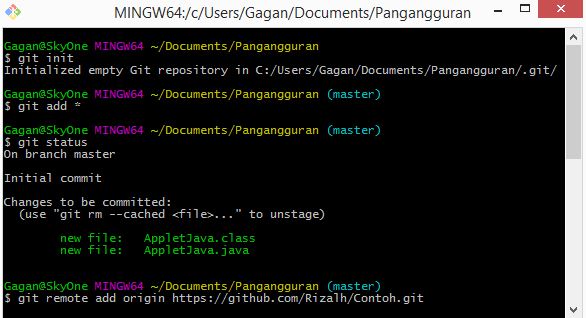 MINGW64:/c/Users/Gagan/Documents/Pangangguran
Gagan@SkyOne MINGW64 ~/Documents/Pangangguran
$ git init
Initialized empty Git repository in C:/Users/Gagan/Documents/Pangangguran/.git/
Gagan@SkyOne MINGW64 ~/Documents/Pangangguran (master)
$ git add *
Gagan@SkyOne MINGW64 ~/Documents/Pangangguran (master)
$ git status
On branch master
Initial commit
Changes to be committed:
  (use "git rm --cached <file>..." to unstage)
        new file:   AppletJava.class
        new file:   AppletJava.java
Gagan@SkyOne MINGW64 ~/Documents/Pangangguran (master)
$ git remote add origin https://github.com/Rizalh/Contoh.git